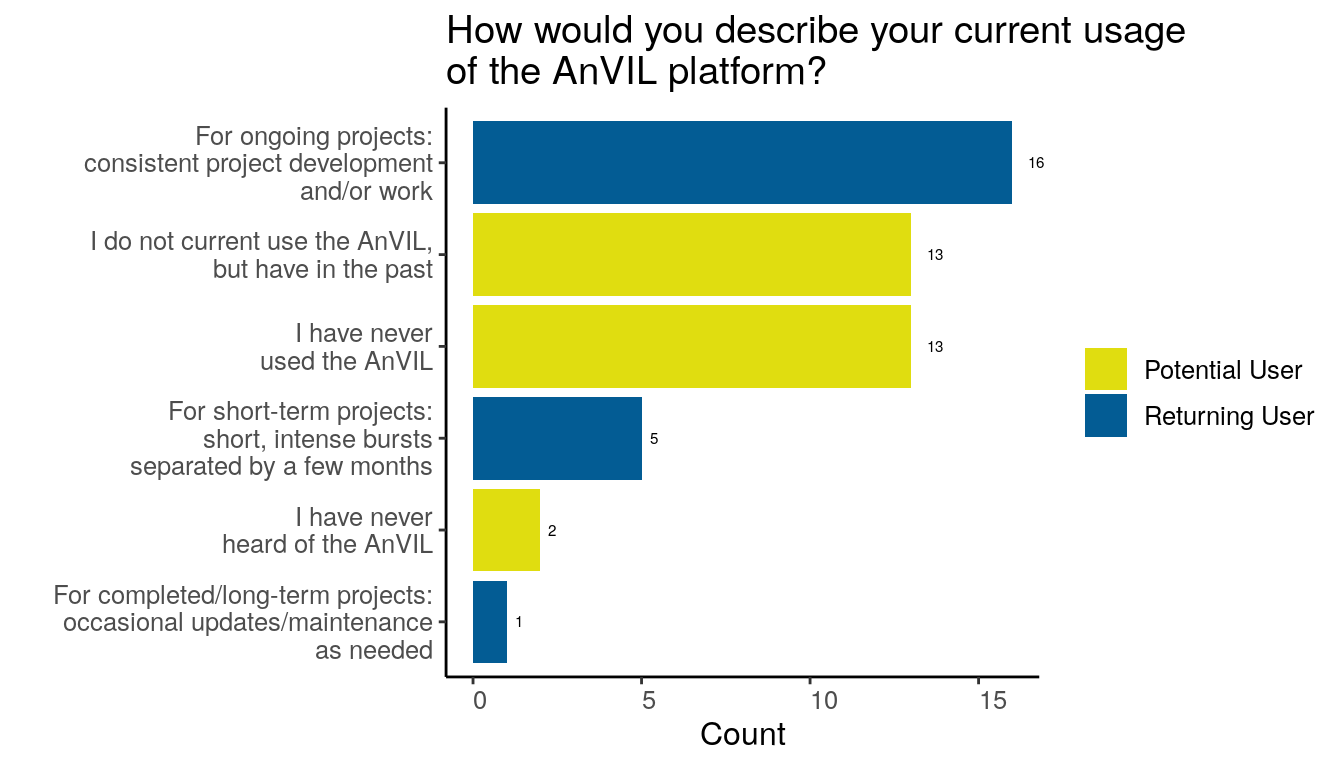 How would you describe your current usage
of the AnVIL platform?
For ongoing projects:
consistent project development
and/or work
16
I do not current use the AnVIL,
but have in the past
13
I have never
used the AnVIL
13
For short-term projects:
short, intense bursts
separated by a few months
5
I have never
heard of the AnVIL
2
For completed/long-term projects:
occasional updates/maintenance
as needed
1
0 5 10 15
Count
Potential User
Returning User